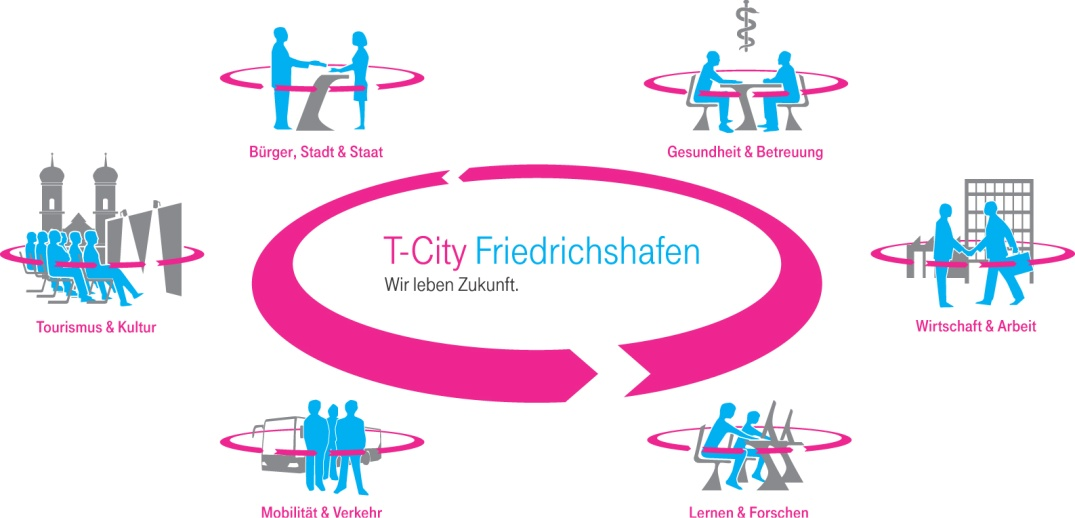 Bürger, Stadt & Staat
Gesundheit & Betreuung
T-City Friedrichshafen
Wir leben Zukunft.
Tourismus & Kultur
Wirtschaft & Arbeit
Mobilität & Verkehr
Lernen & Forschen